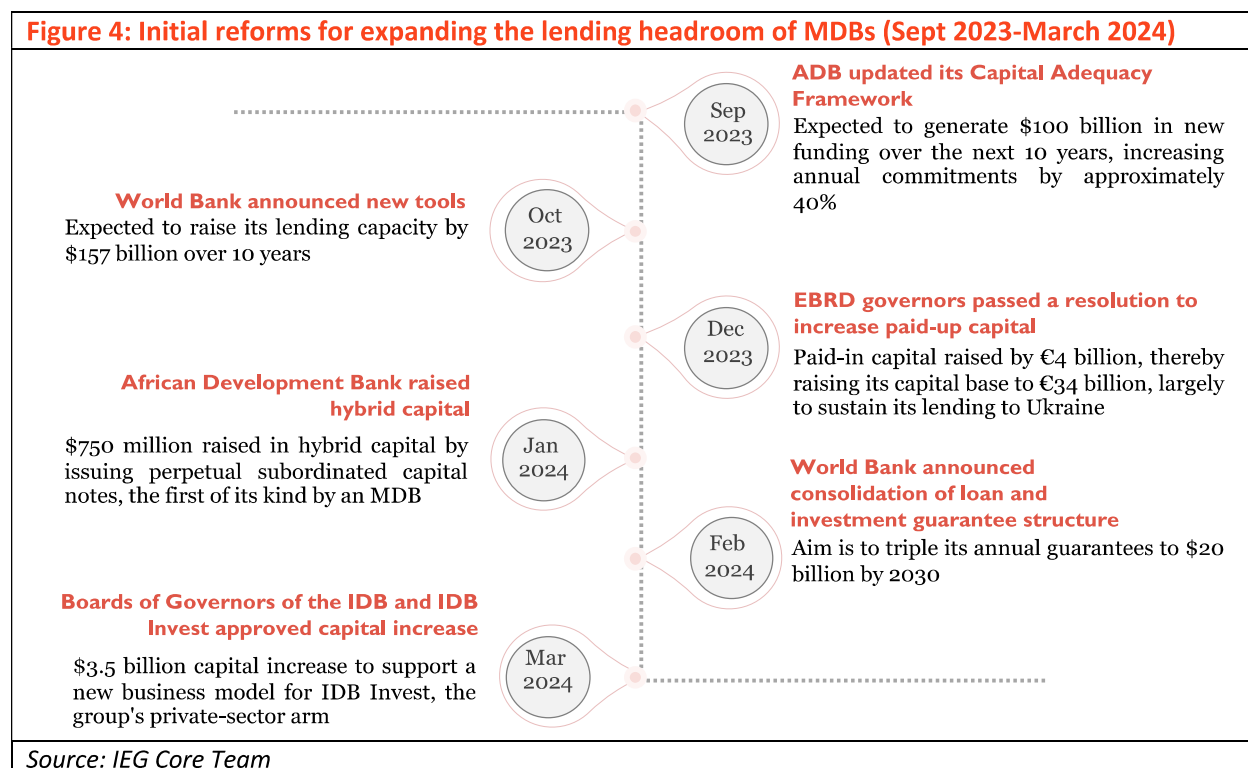 Figure 4: Initial reforms for expanding the lending headroom of MDBs (Sept 2023-March 2024)
Sep
2023
ADB updated its Capital Adequacy
Framework
Expected to generate $100 billion in new
funding over the next 10 years, increasing
annual commitments by approximately
40%
World Bank announced new tools
Expected to raise its lending capacity by
$157 billion over 10 years
Oct
2023
Dec
2023
EBRD governors passed a resolution to
increase paid-up capital
Paid-in capital raised by €4 billion, thereby
raising its capital base to €34 billion, largely
to sustain its lending to Ukraine
African Development Bank raised
hybrid capital
$750 million raised in hybrid capital by
issuing perpetual subordinated capital
notes, the first of its kind by an MDB
Jan
2024
Feb
2024
World Bank announced
consolidation of loan and
investment guarantee structure
Aim is to triple its annual guarantees to $20
billion by 2030
Boards of Governors of the IDB and IDB
Invest approved capital increase
$3.5 billion capital increase to support a
new business model for IDB Invest, the
group's private-sector arm
Mar
2024
Source: IEG Core Team